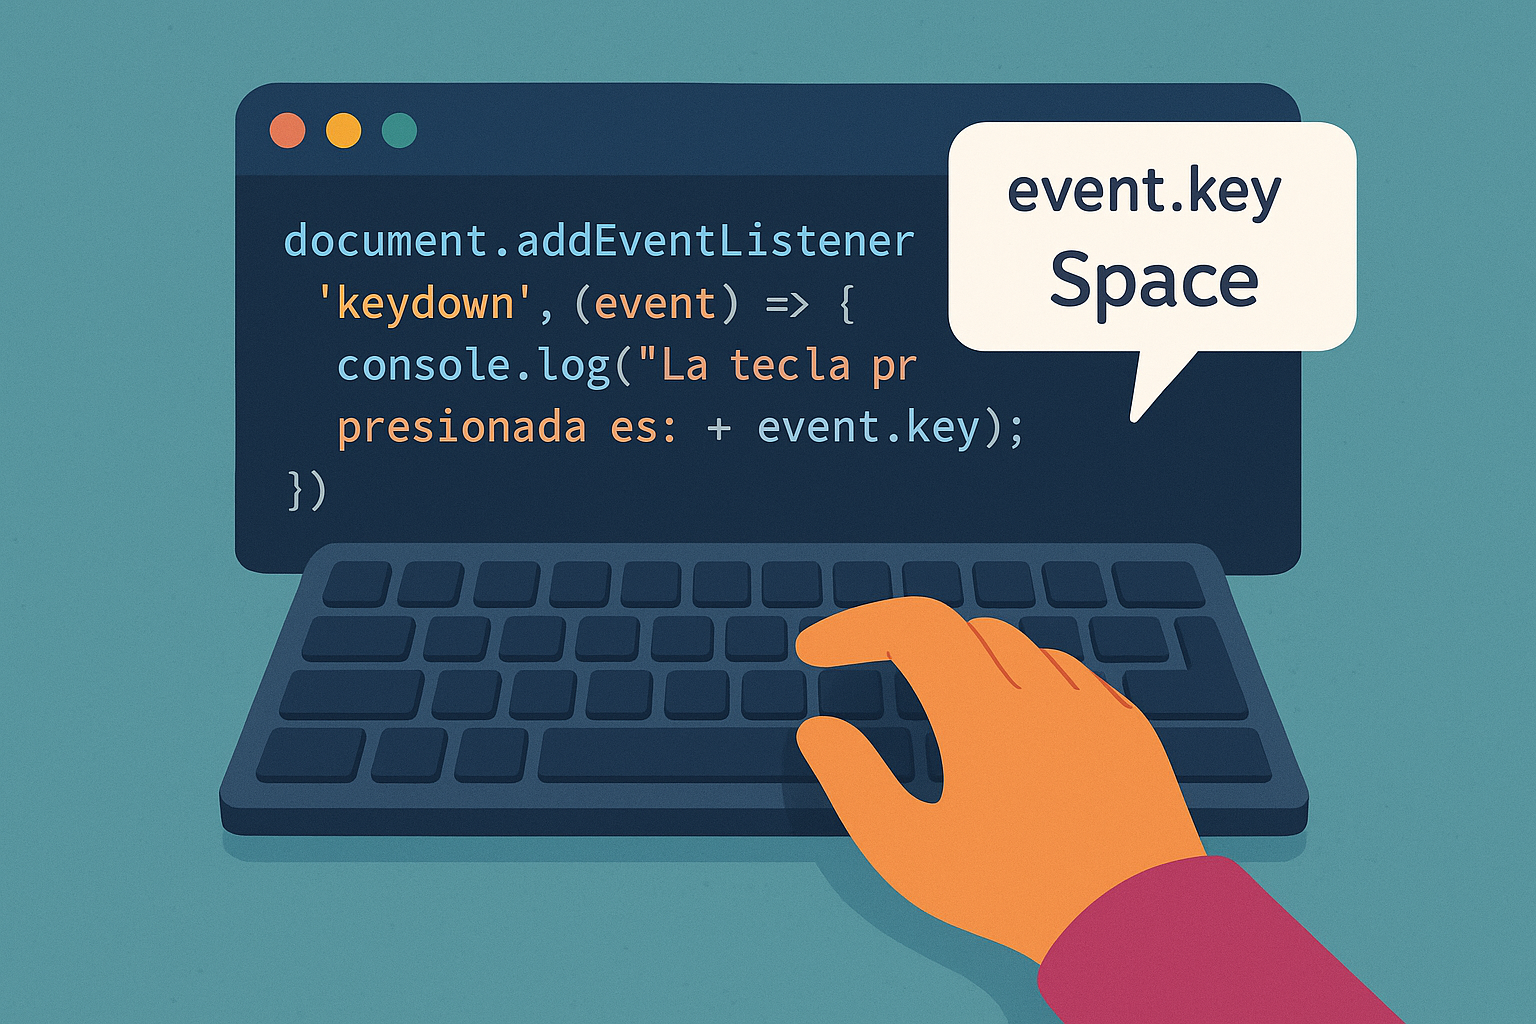 document.addEventListener
'keydown', (event) => {
console.log("La tecla pr
presionada es: + event.key);
})
event.key
Space